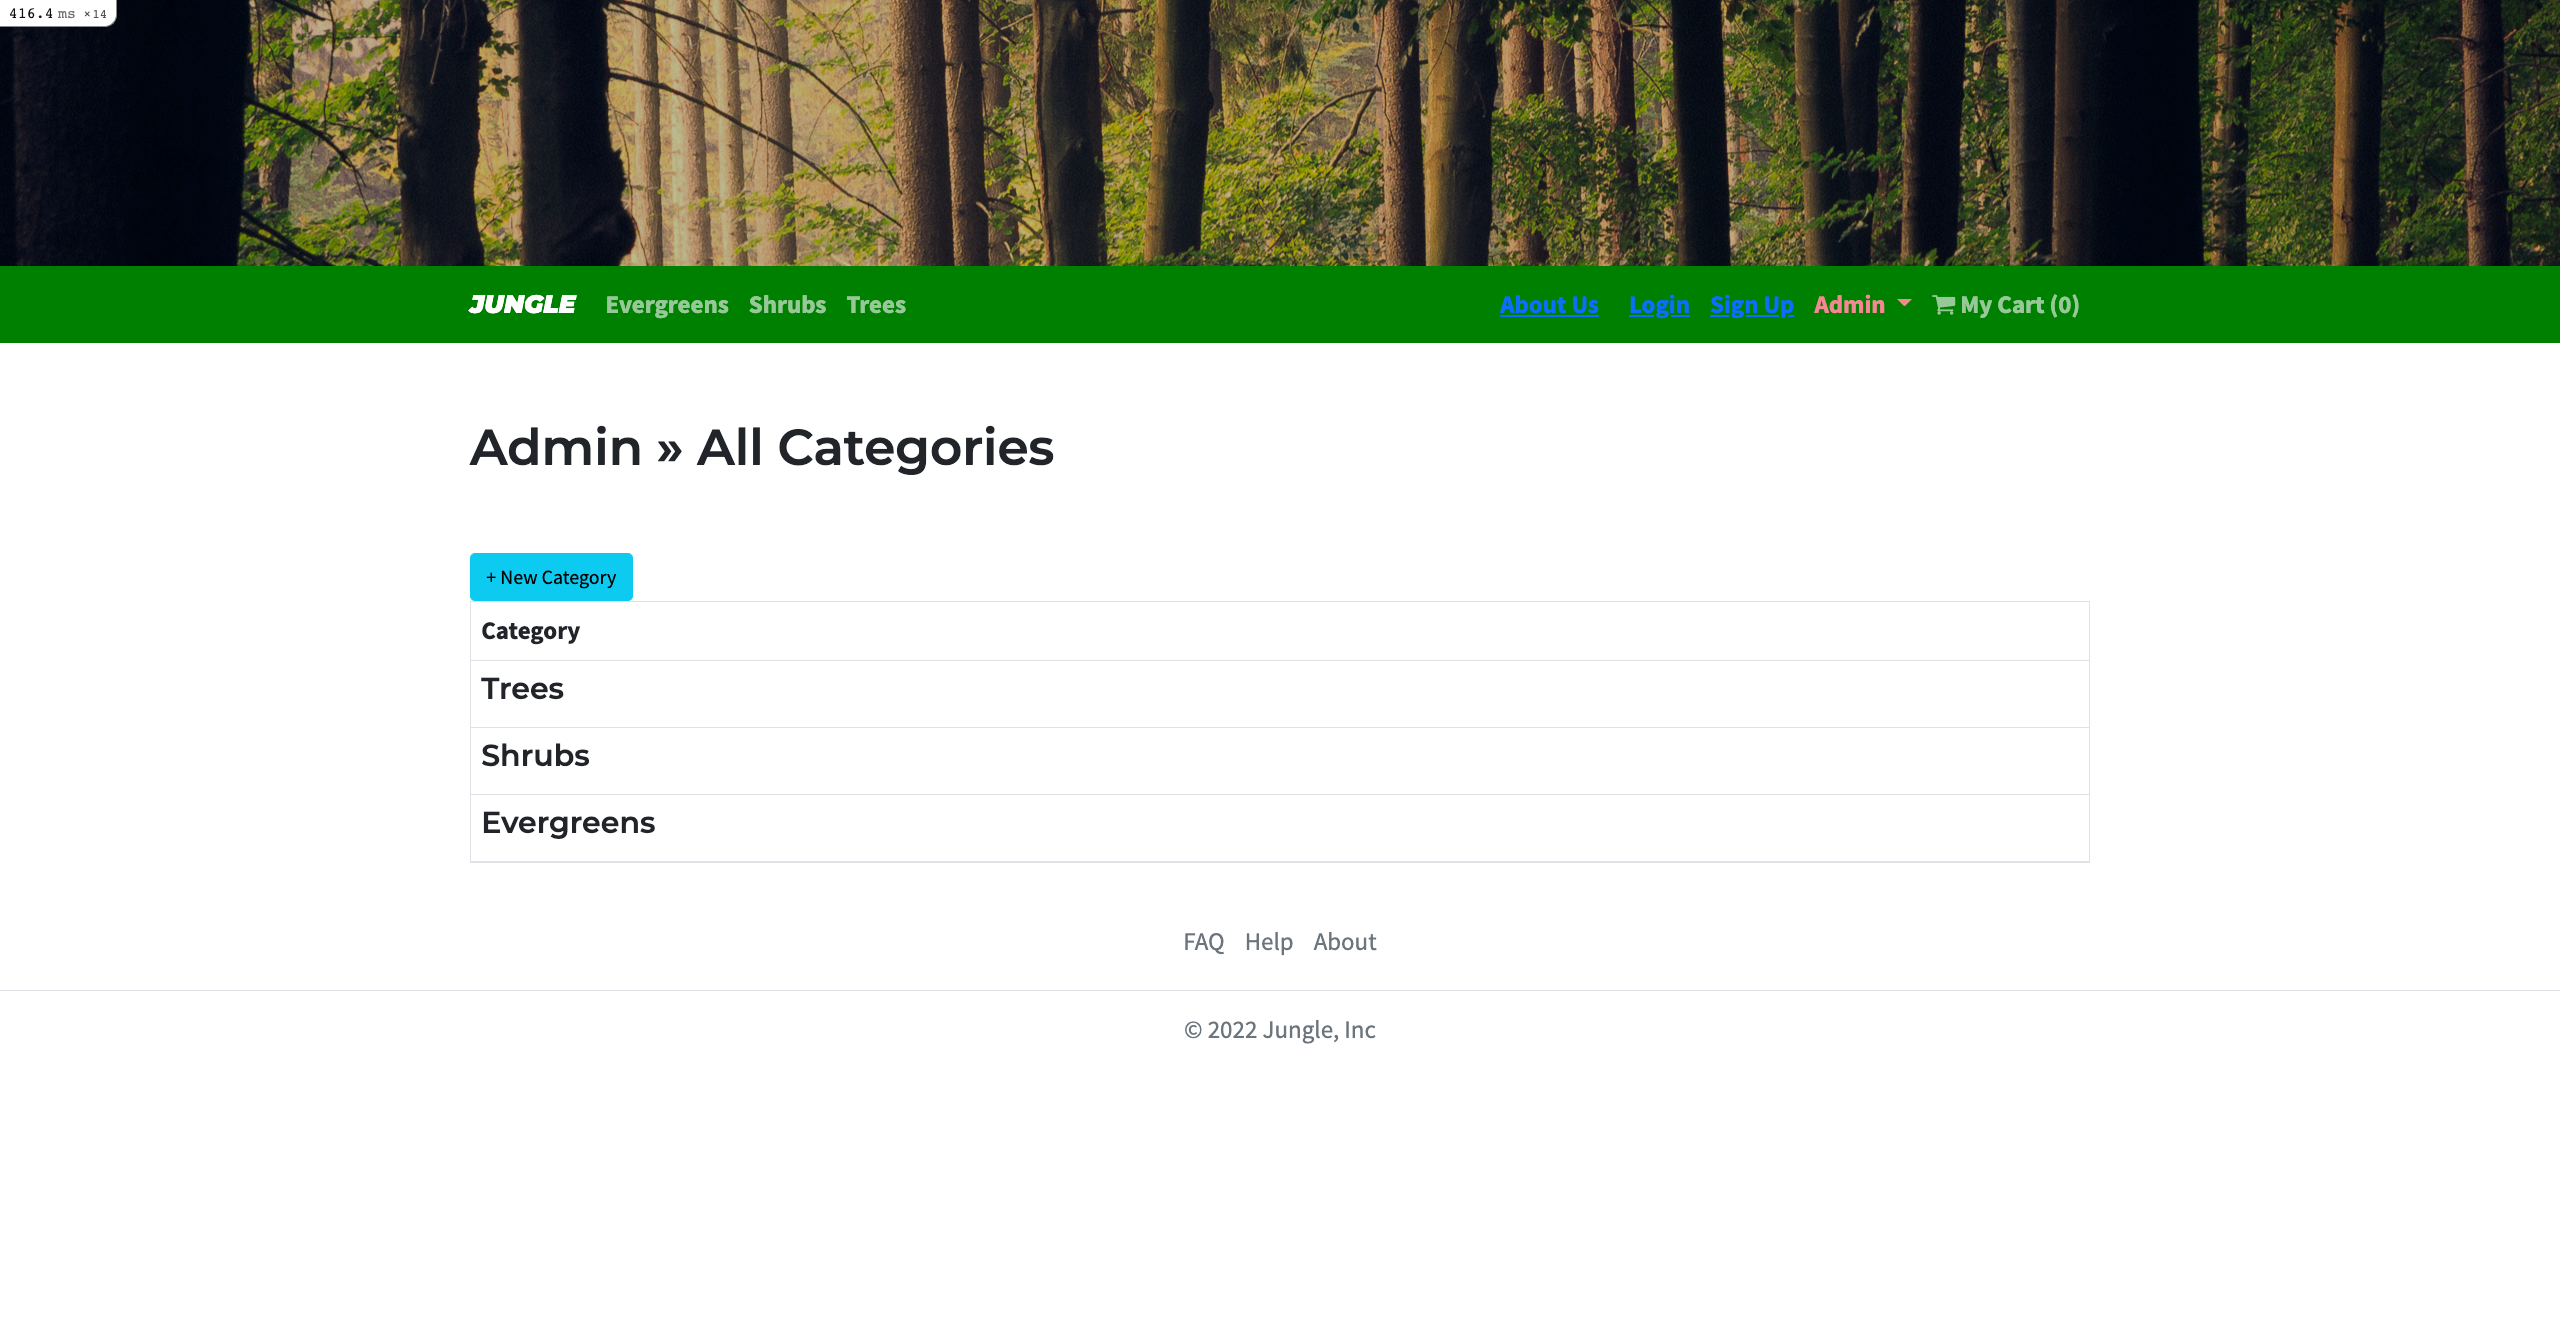 416.4 ms ×14
JUNGLE Evergreens Shrubs Trees About Us Login Sign Up Admin My Cart (0)
Admin » All Categories
+ New Category
Category
Trees
Shrubs
Evergreens
FAQ Help About
© 2022 Jungle, Inc